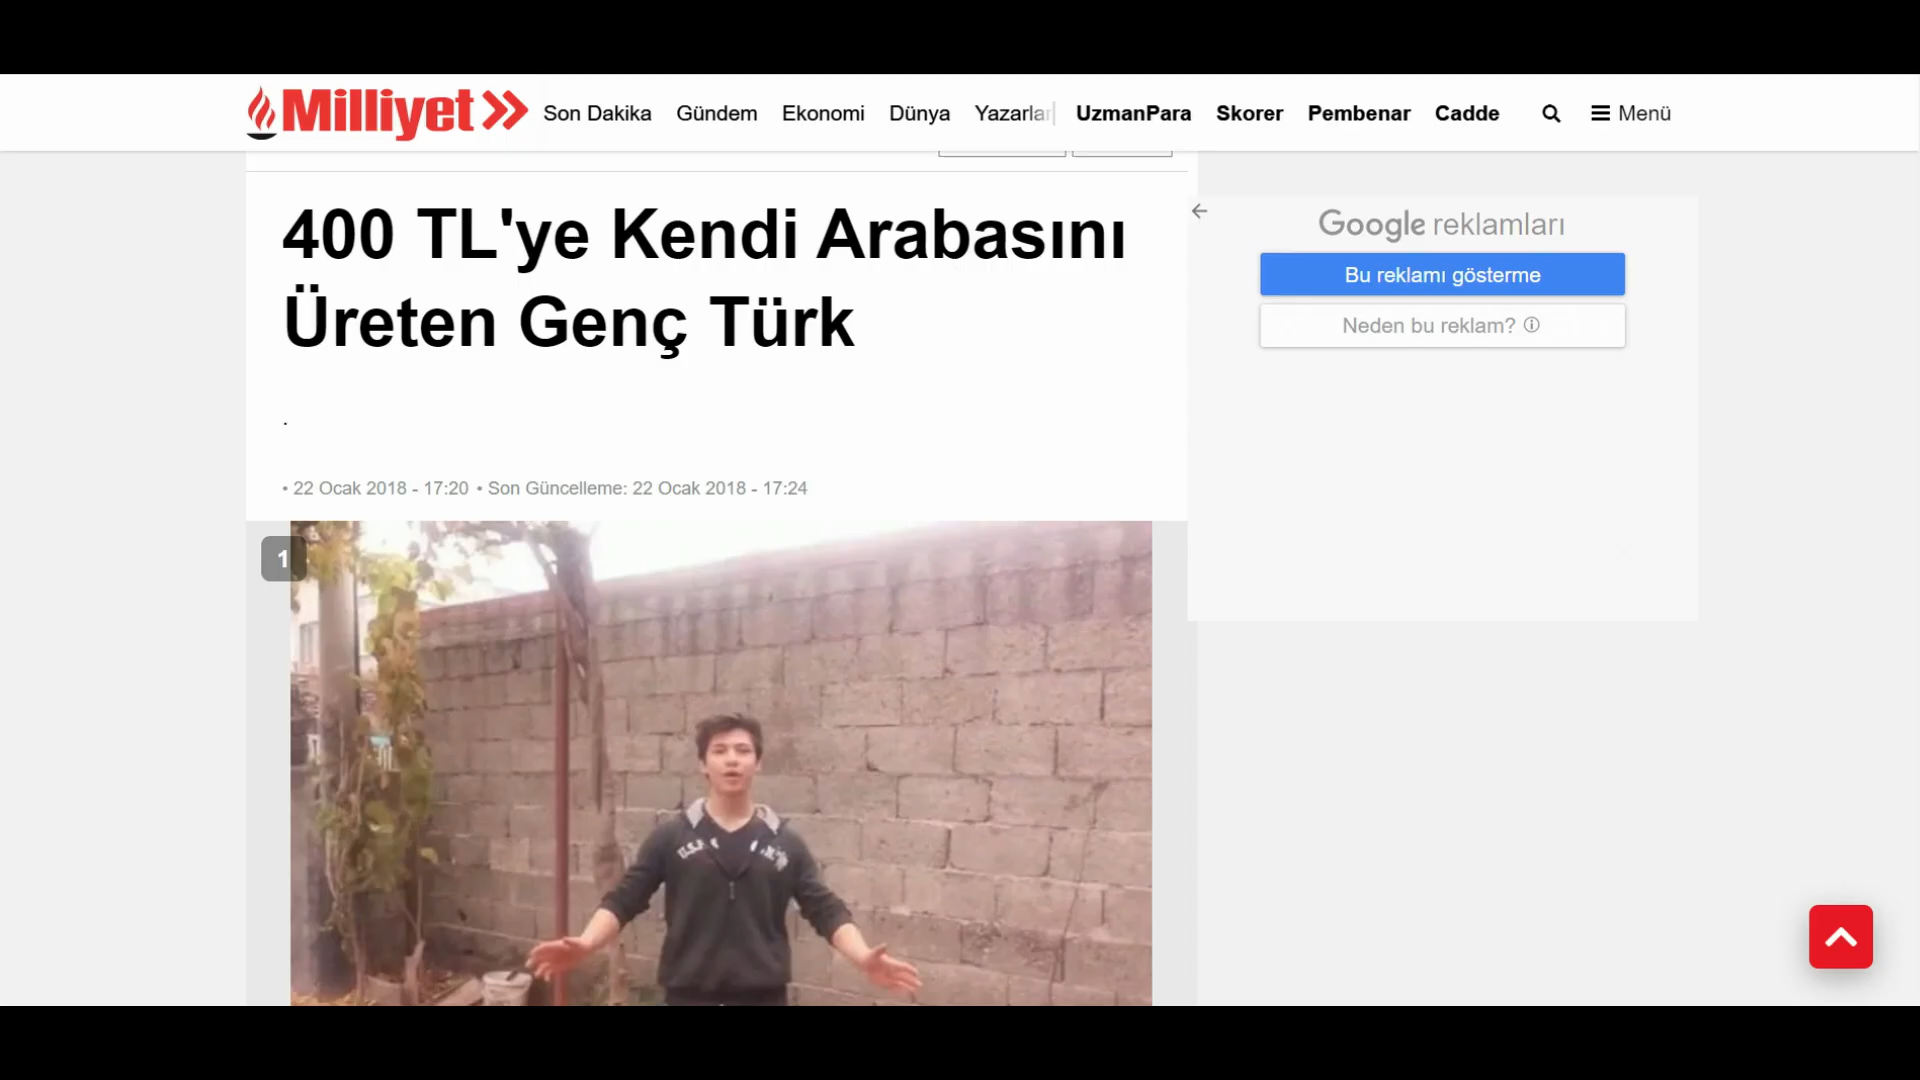 Milliyet
Son Dakika Gündem Ekonomi Dünya Yazarlar UzmanPara Skorer Pembenar Cadde Menü
400 TL'ye Kendi Arabasını
Üreten Genç Türk
.
• 22 Ocak 2018 - 17:20 • Son Güncelleme: 22 Ocak 2018 - 17:24
Google reklamları
Bu reklamı gösterme
Neden bu reklam?
1